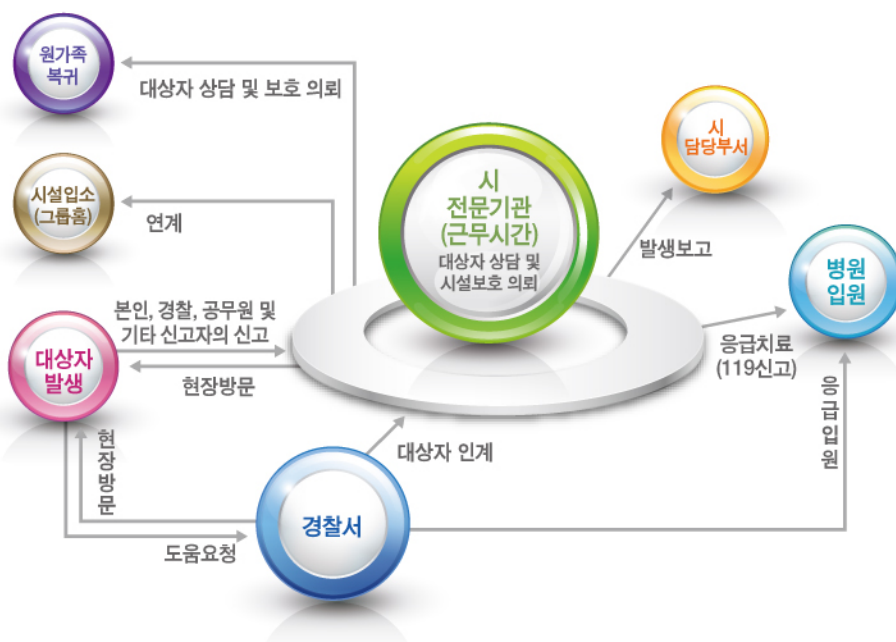 원가족
복귀
대상자 상담 및 보호 의뢰
시
담당부서
시
전문기관
(근무시간)
대상자 상담 및
시설보호 의뢰
시설입소
(그룹홈)
연계
발생보고
병원
입원
본인, 경찰, 공무원 및
기타 신고자의 신고
대상자
발생
현장방문
응급치료
(119신고)
응급입원
현장방문
대상자 인계
경찰서
도움요청